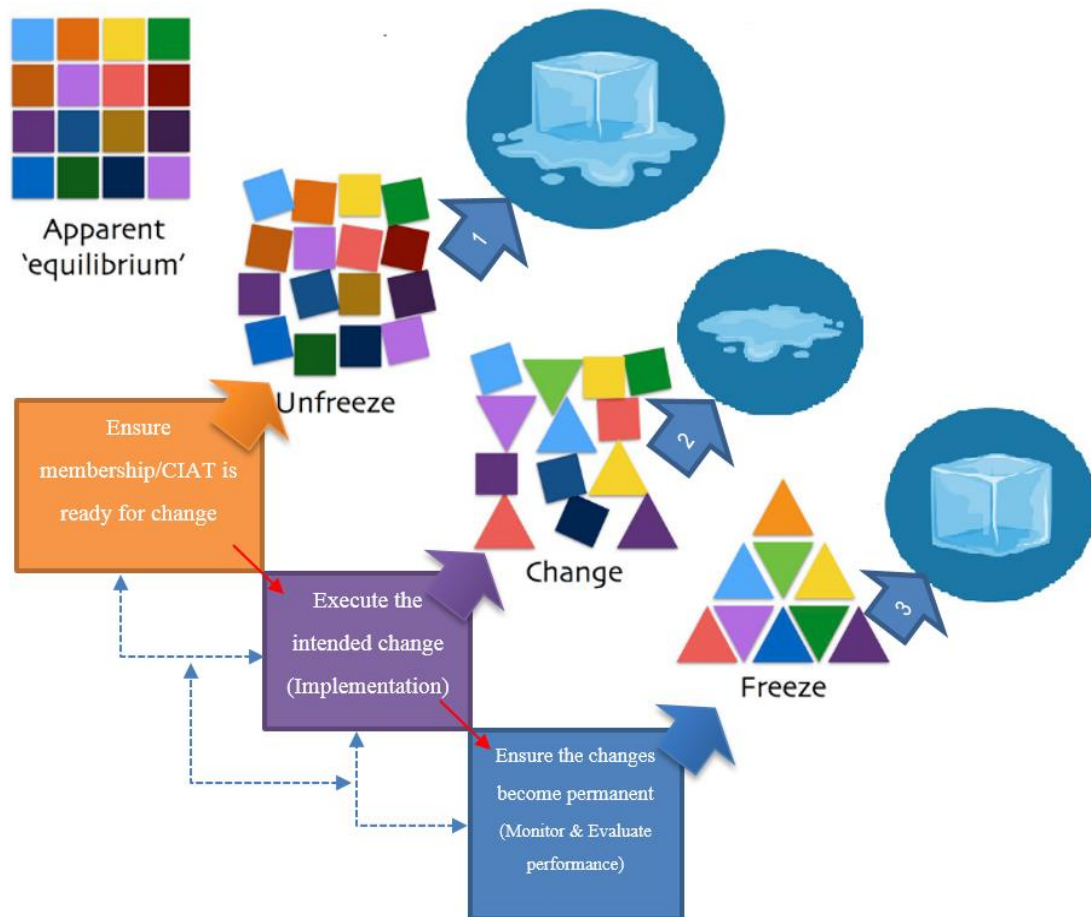 Apparent
'equilibrium'
1
Unfreeze
Ensure
membership/CIAT is
ready for change
2
Change
Execute the
intended change
(Implementation)
3
Freeze
Ensure the changes
become permanent
(Monitor & Evaluate
performance)